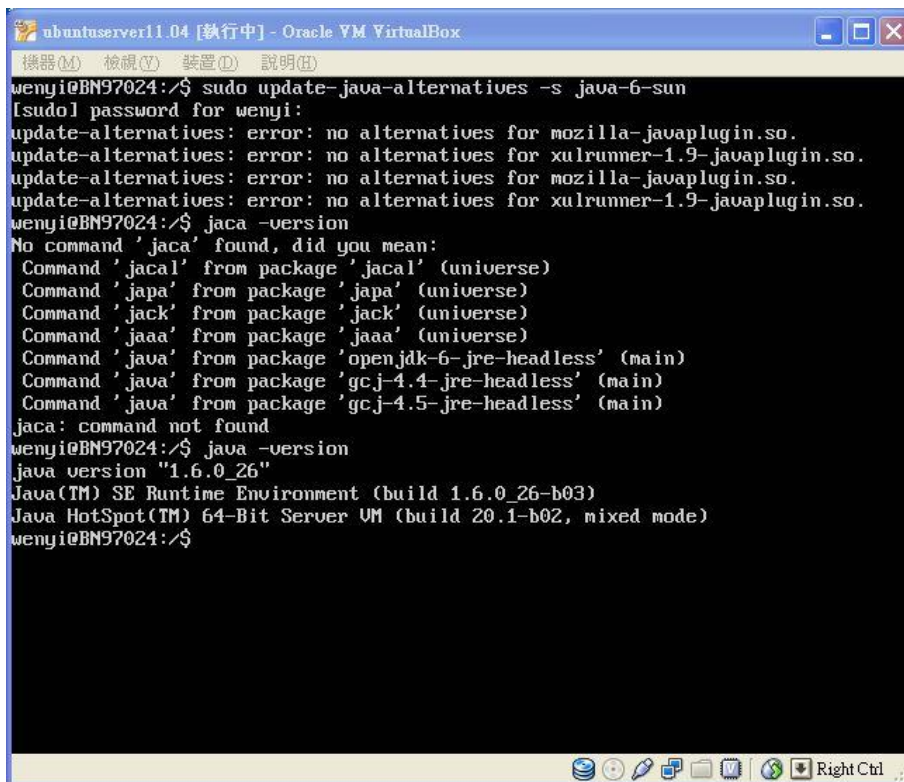 ubuntuserver11.04 [執行中] - Oracle VM VirtualBox
機器(M) 檢視(V) 裝置(D) 說明(H)
wenyi@BN97024:/$ sudo update-java-alternatives -s java-6-sun
[sudo] password for wenyi:
update-alternatives: error: no alternatives for mozilla-javaplugin.so.
update-alternatives: error: no alternatives for xulrunner-1.9-javaplugin.so.
update-alternatives: error: no alternatives for mozilla-javaplugin.so.
update-alternatives: error: no alternatives for xulrunner-1.9-javaplugin.so.
wenyi@BN97024:/$ jaca -version
No command 'jaca' found, did you mean:
 Command 'jacal' from package 'jacal' (universe)
 Command 'japa' from package 'japa' (universe)
 Command 'jack' from package 'jack' (universe)
 Command 'jaaa' from package 'jaaa' (universe)
 Command 'java' from package 'openjdk-6-jre-headless' (main)
 Command 'java' from package 'gcj-4.4-jre-headless' (main)
 Command 'java' from package 'gcj-4.5-jre-headless' (main)
jaca: command not found
wenyi@BN97024:/$ java -version
java version "1.6.0_26"
Java(TM) SE Runtime Environment (build 1.6.0_26-b03)
Java HotSpot(TM) 64-Bit Server VM (build 20.1-b02, mixed mode)
wenyi@BN97024:/$
Right Ctrl